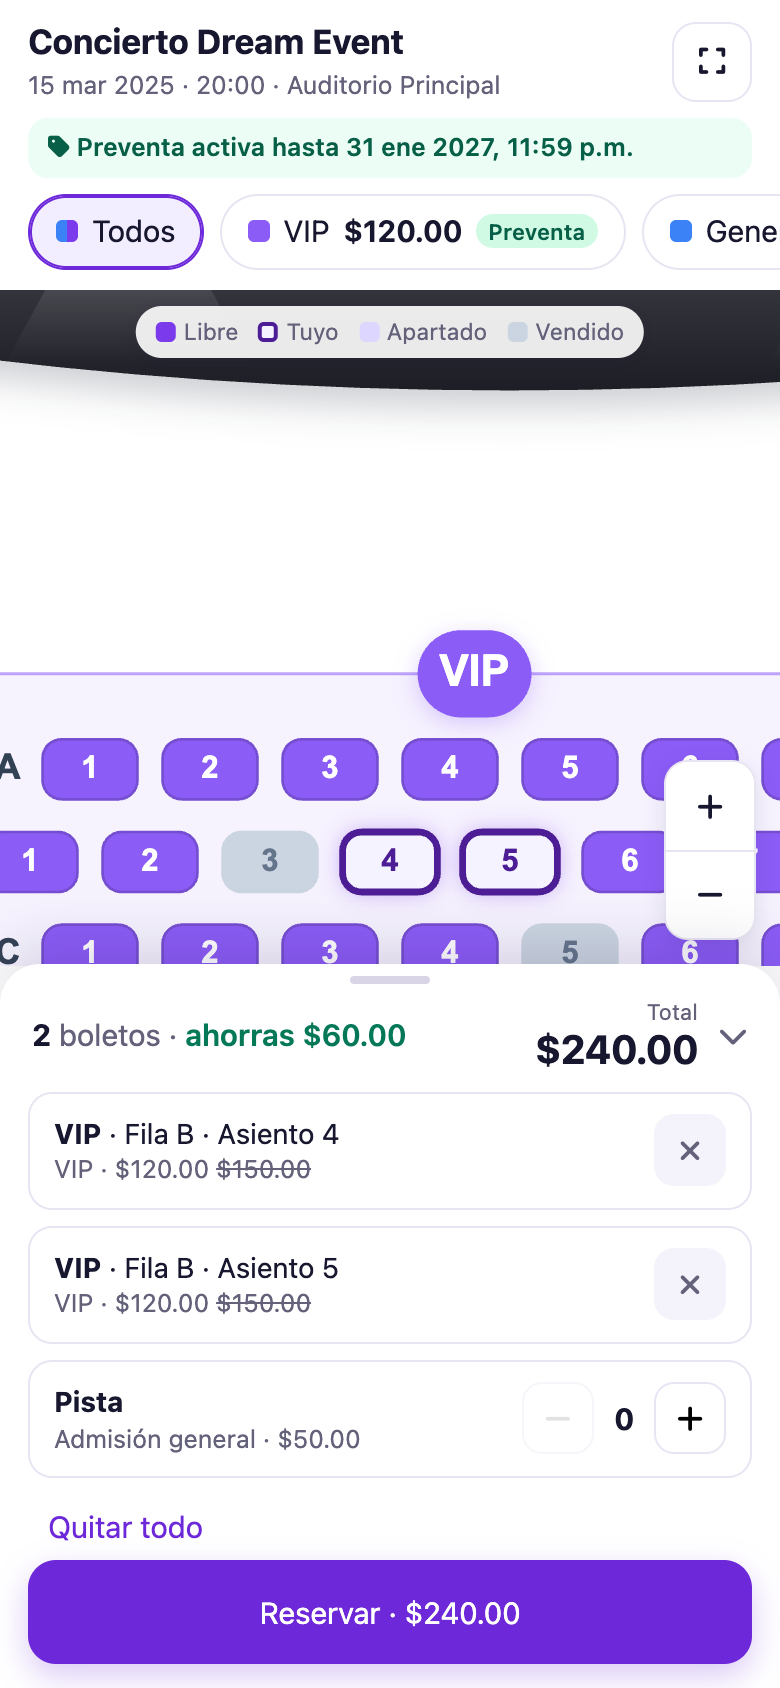 Concierto Dream Event
15 mar 2025 · 20:00 · Auditorio Principal
Preventa activa hasta 31 ene 2027, 11:59 p.m.
Todos
VIP $120.00 Preventa
Gene
Libre Tuyo Apartado Vendido
VIP
A 1 2 3 4 5
1 2 3 4 5 6
C 1 2 3 4 5 6
+
−
2 boletos · ahorras $60.00
Total
$240.00
VIP · Fila B · Asiento 4
VIP · $120.00 $150.00
VIP · Fila B · Asiento 5
VIP · $120.00 $150.00
Pista
Admisión general · $50.00
− 0 +
Quitar todo
Reservar · $240.00